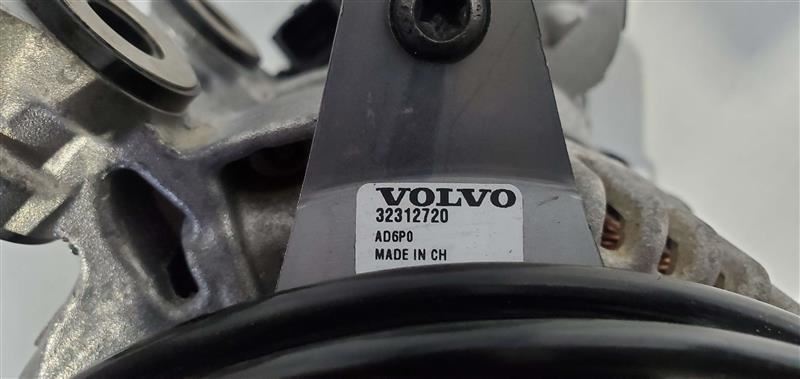 VOLVO
32312720
AD6P0
MADE IN CH